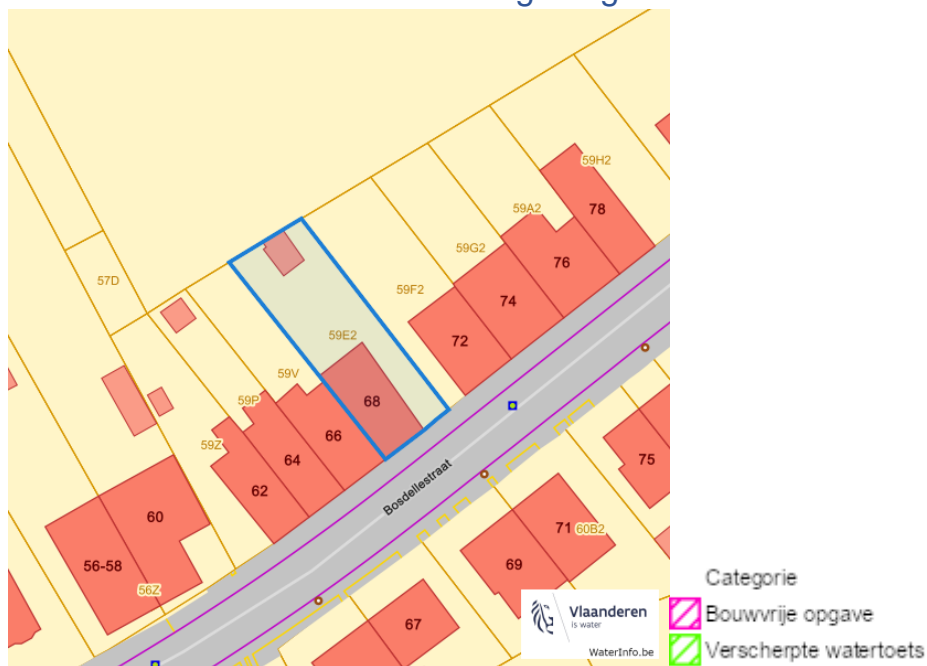 59H2
78
59A2
76
59G2
57D
59F2
74
72
59E2
59V
59P
68
66
59Z
64
62
75
Bosdellestraat
60
71
60B2
69
56-58
56Z
67
Vlaanderen
is water
WaterInfo.be
Categorie
Bouwvrije opgave
Verscherpte watertoets